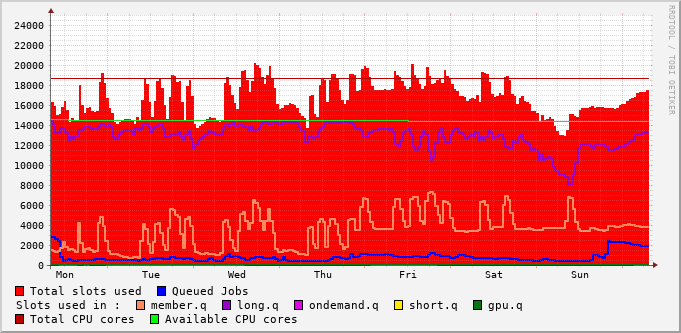 24000
22000
20000
18000
16000
14000
12000
10000
8000
6000
4000
2000
0
Mon Tue Wed Thu Fri Sat Sun
RRDTOOL / TOBI OETIKER
Total slots used Queued Jobs
Slots used in : member.q long.q ondemand.q short.q gpu.q
Total CPU cores Available CPU cores